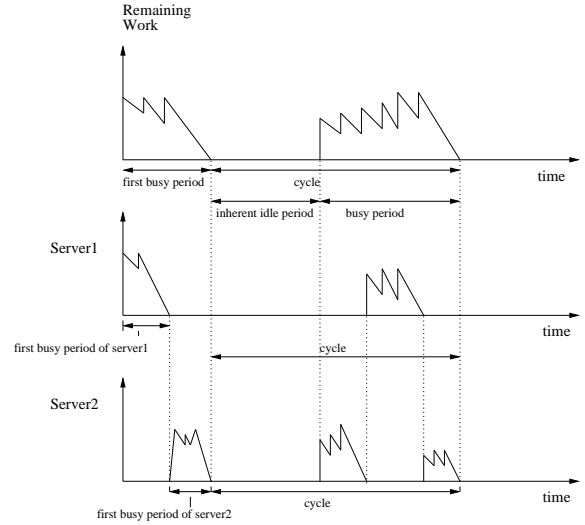 Remaining
Work
first busy period
cycle
time
inherent idle period
busy period
Server1
time
first busy period of server1
cycle
Server2
time
cycle
first busy period of server2